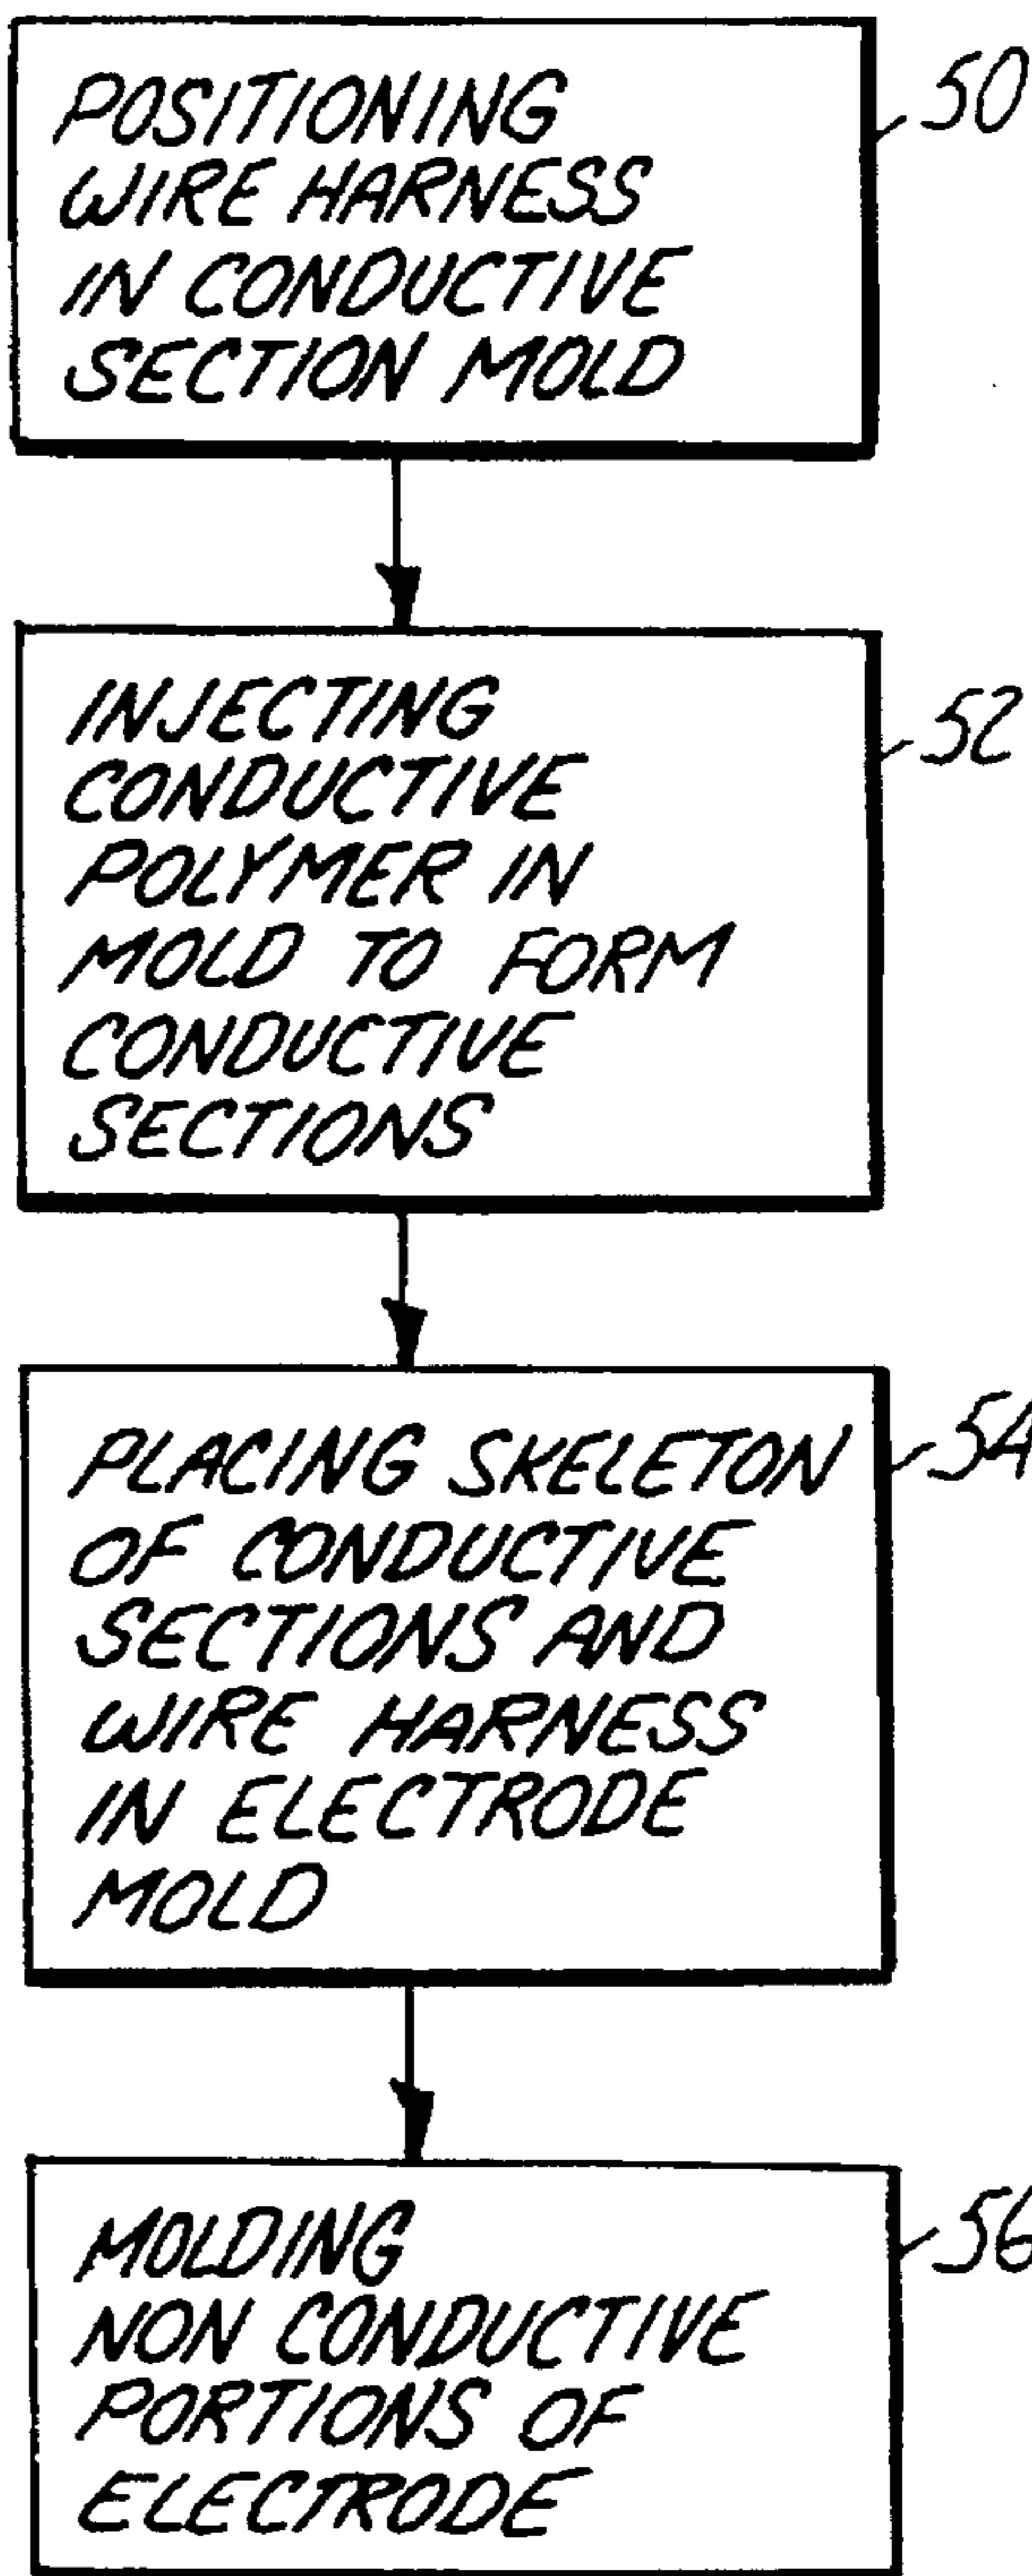 POSITIONING
WIRE HARNESS
IN CONDUCTIVE
SECTION MOLD
50
INJECTING
CONDUCTIVE
POLYMER IN
MOLD TO FORM
CONDUCTIVE
SECTIONS
52
PLACING SKELETON
OF CONDUCTIVE
SECTIONS AND
WIRE HARNESS
IN ELECTRODE
MOLD
54
MOLDING
NON CONDUCTIVE
PORTIONS OF
ELECTRODE
56